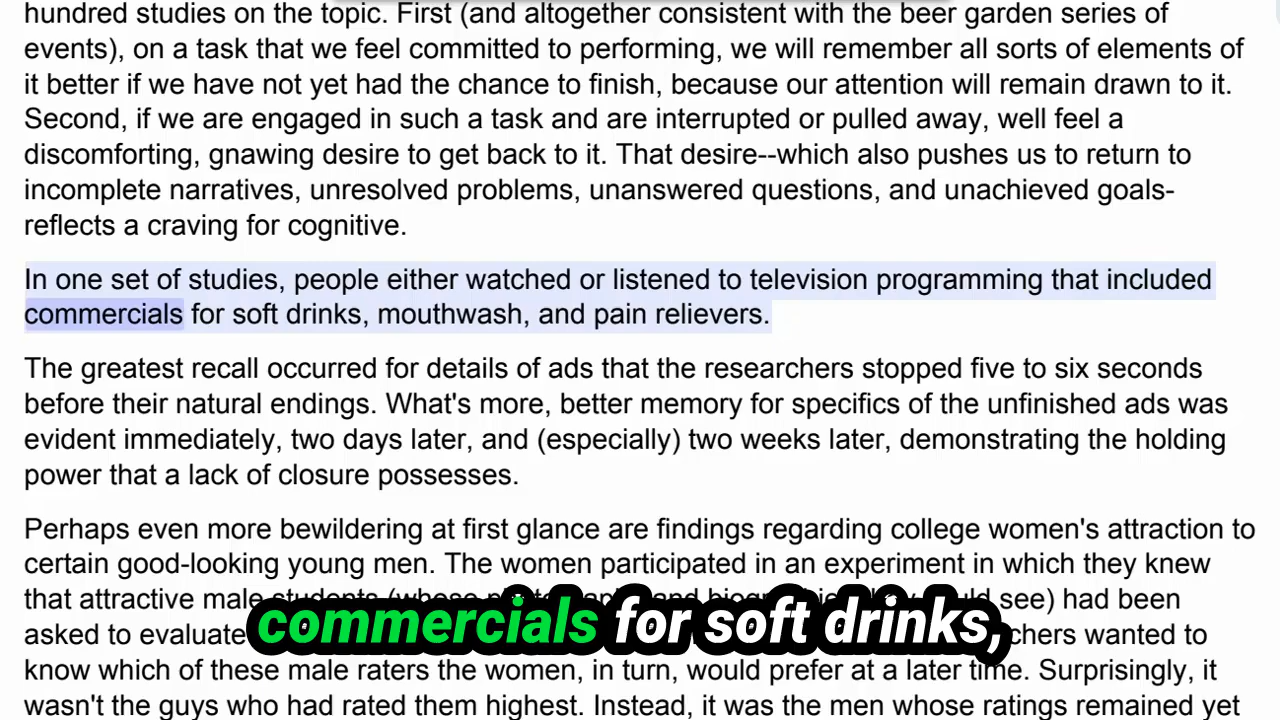 hundred studies on the topic. First (and altogether consistent with the beer garden series of
events), on a task that we feel committed to performing, we will remember all sorts of elements of
it better if we have not yet had the chance to finish, because our attention will remain drawn to it.
Second, if we are engaged in such a task and are interrupted or pulled away, well feel a
discomforting, gnawing desire to get back to it. That desire--which also pushes us to return to
incomplete narratives, unresolved problems, unanswered questions, and unachieved goals-
reflects a craving for cognitive.
In one set of studies, people either watched or listened to television programming that included
commercials for soft drinks, mouthwash, and pain relievers.
The greatest recall occurred for details of ads that the researchers stopped five to six seconds
before their natural endings. What's more, better memory for specifics of the unfinished ads was
evident immediately, two days later, and (especially) two weeks later, demonstrating the holding
power that a lack of closure possesses.
Perhaps even more bewildering at first glance are findings regarding college women's attraction to
certain good-looking young men. The women participated in an experiment in which they knew
that attractive male students (whose see) had been
asked to evaluate wanted to
know which of these male raters the women, in turn, would prefer at a later time. Surprisingly, it
wasn't the guys who had rated them highest. Instead, it was the men whose ratings remained yet
commercials for soft drinks,